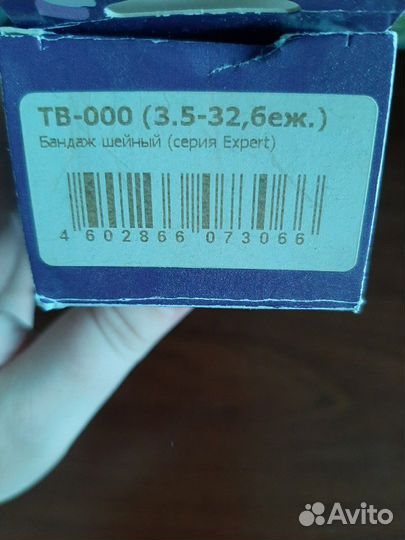 ТВ-000 (3.5-32,беж.)
Бандаж шейный (серия Expert)
4 602866 073066
Avito